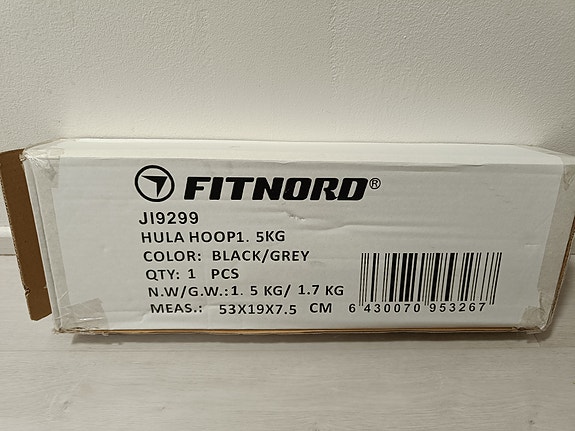 FITNORD®
JI9299
HULA HOOP1. 5KG
COLOR: BLACK/GREY
QTY: 1 PCS
N.W/G.W.:1. 5 KG/ 1.7 KG
MEAS.: 53X19X7.5 CM
6 430070 953267